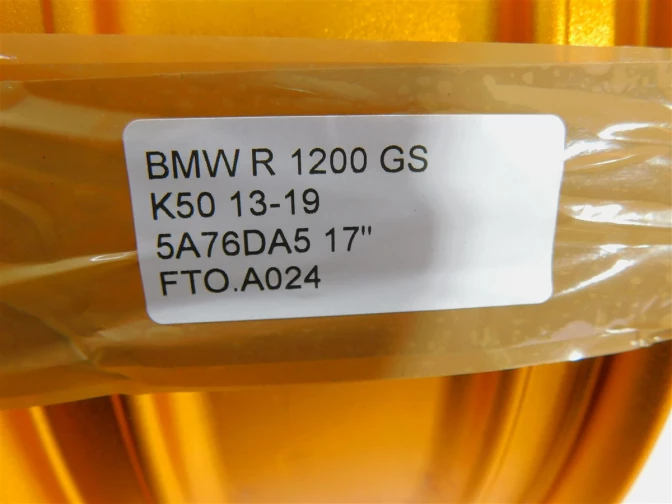 BMW R 1200 GS
K50 13-19
5A76DA5 17"
FTO.A024